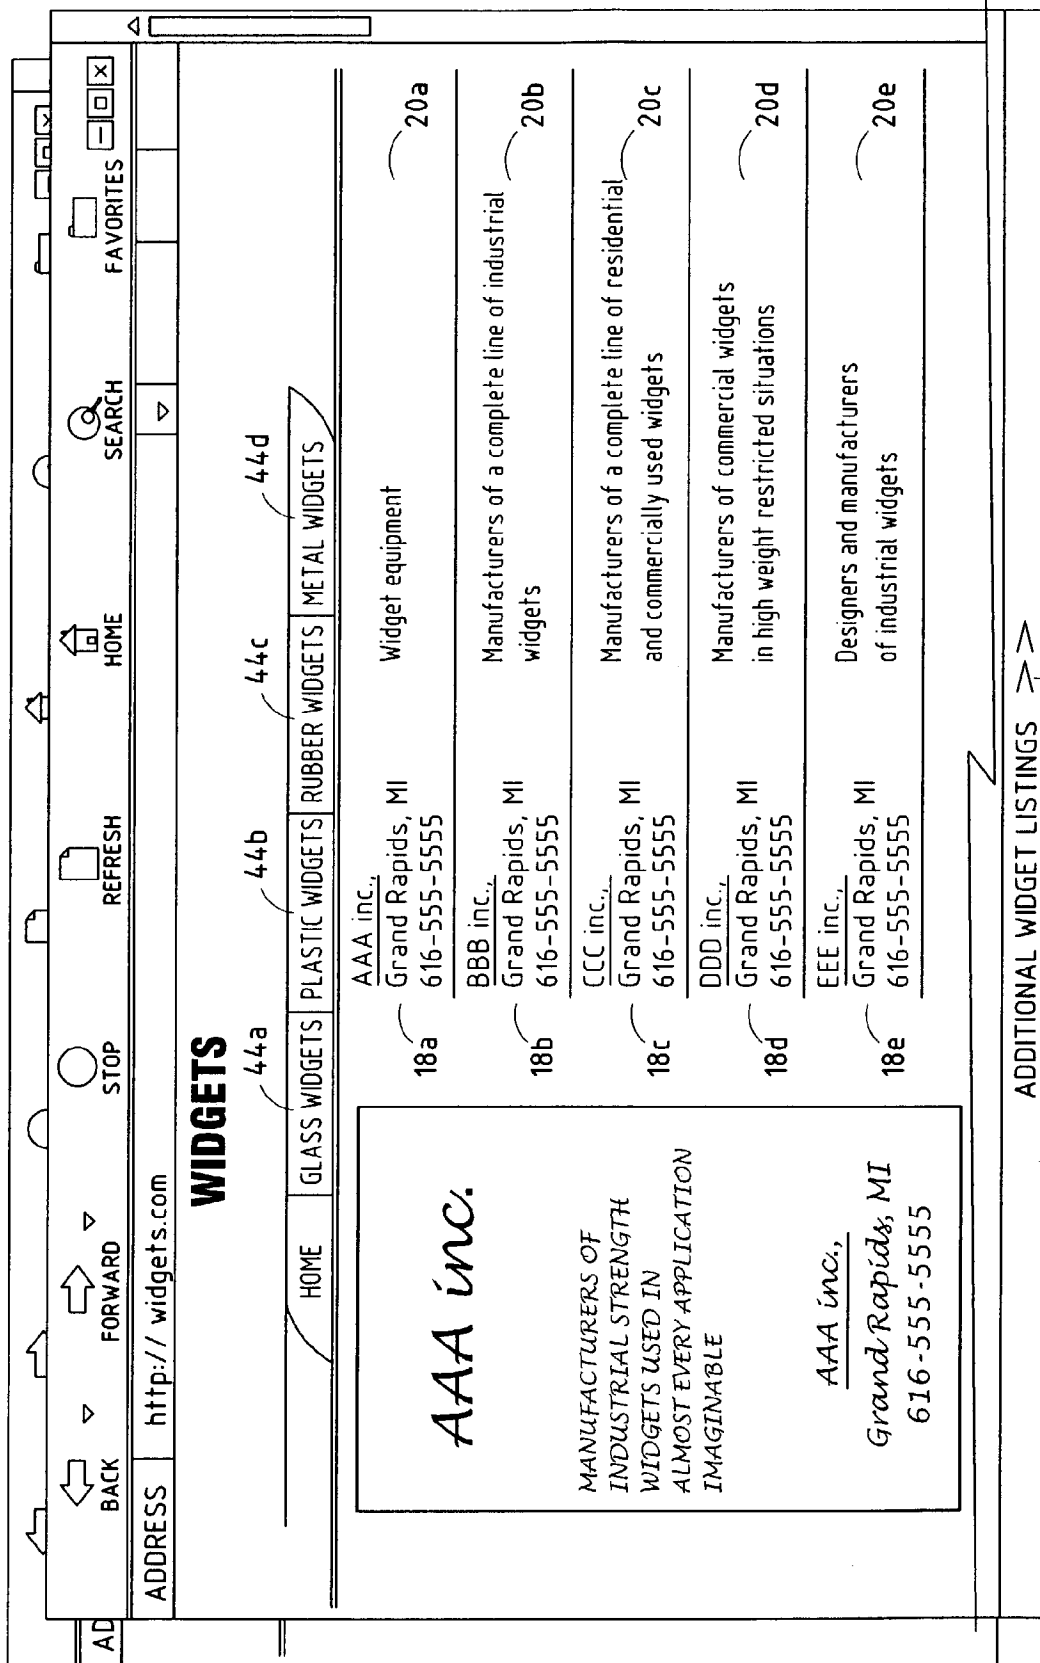 BACK
FORWARD
STOP
REFRESH
HOME
SEARCH
FAVORITES
AD
ADDRESS
http://widgets.com
WIDGETS
44a
44b
44c
44d
HOME
GLASS WIDGETS
PLASTIC WIDGETS
RUBBER WIDGETS
METAL WIDGETS
AAA inc.
MANUFACTURERS OF
INDUSTRIAL STRENGTH
WIDGETS USED IN
ALMOST EVERY APPLICATION
IMAGINABLE
AAA inc.,
Grand Rapids, MI
616-555-5555
18a
AAA inc.,
Grand Rapids, MI
616-555-5555
Widget equipment
20a
18b
BBB inc.,
Grand Rapids, MI
616-555-5555
Manufacturers of a complete line of industrial
widgets
20b
18c
CCC inc.,
Grand Rapids, MI
616-555-5555
Manufacturers of a complete line of residential
and commercially used widgets
20c
18d
DDD inc.,
Grand Rapids, MI
616-555-5555
Manufacturers of commercial widgets
in high weight restricted situations
20d
18e
EEE inc.,
Grand Rapids, MI
616-555-5555
Designers and manufacturers
of industrial widgets
20e
ADDITIONAL WIDGET LISTINGS >>